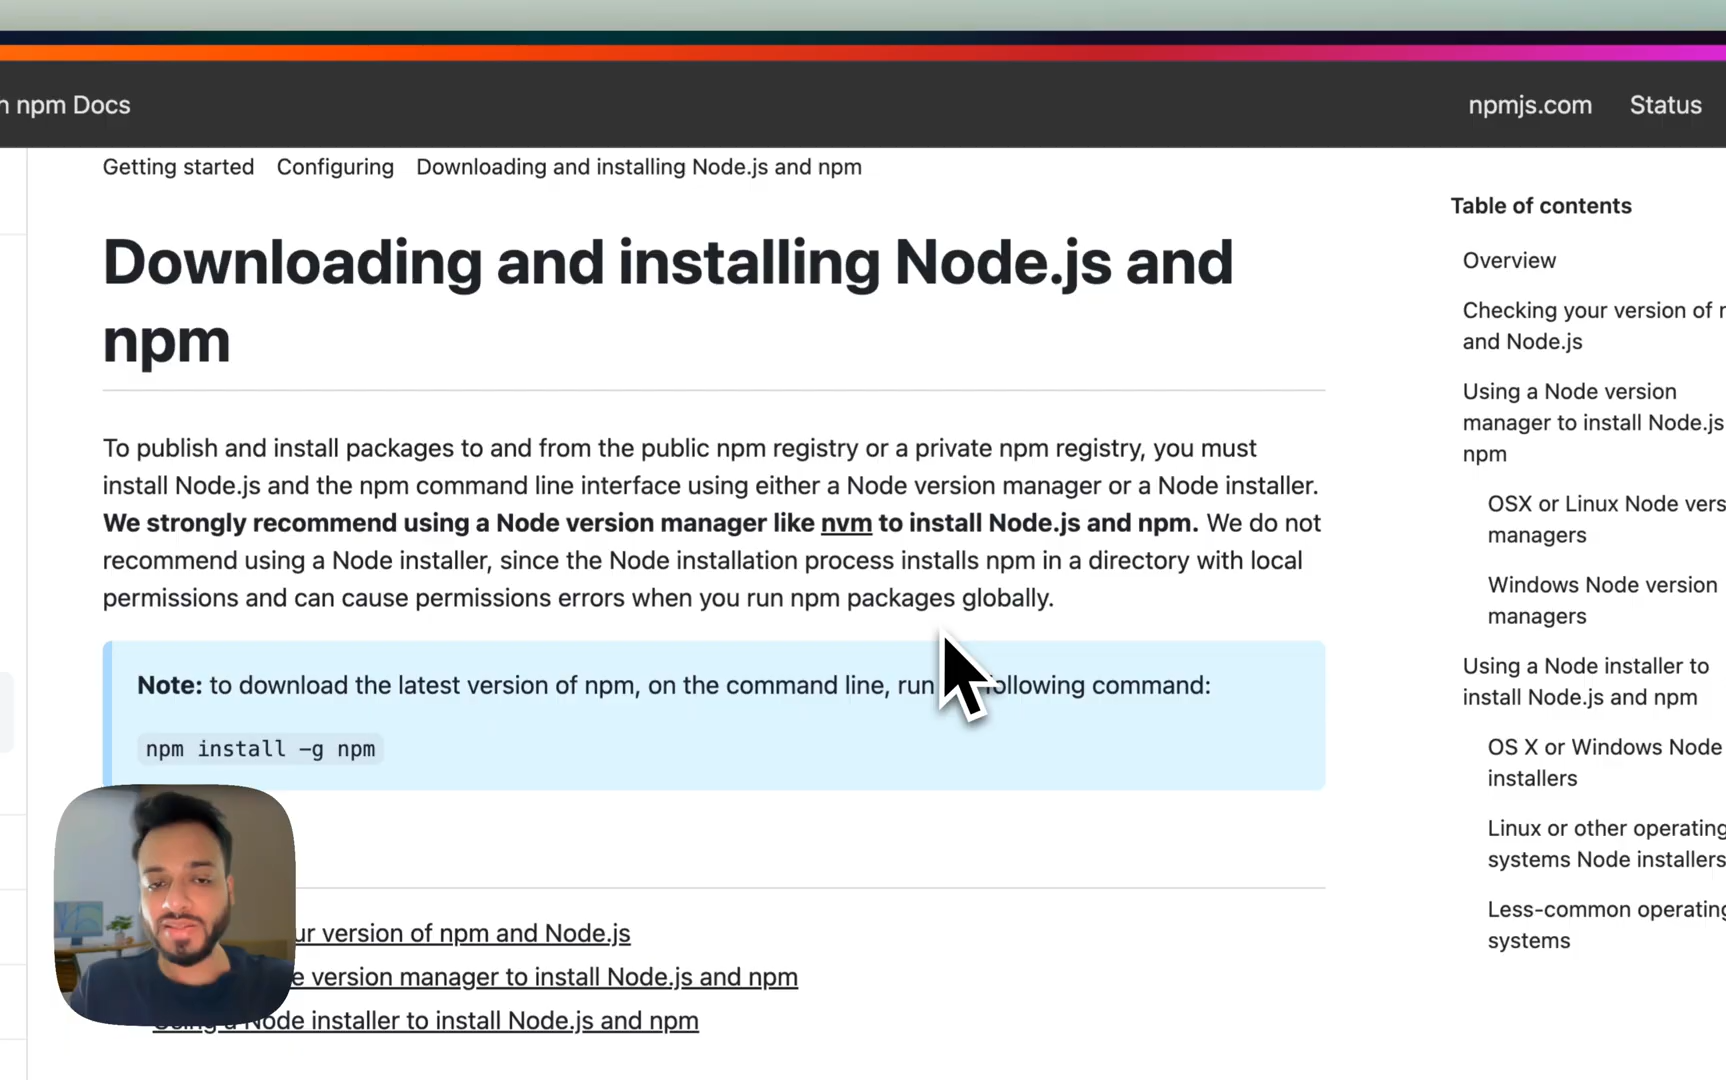 npm Docs
npmjs.com
Status
Getting started
Configuring
Downloading and installing Node.js and npm
Downloading and installing Node.js and
npm
To publish and install packages to and from the public npm registry or a private npm registry, you must
install Node.js and the npm command line interface using either a Node version manager or a Node installer.
We strongly recommend using a Node version manager like nvm to install Node.js and npm. We do not
recommend using a Node installer, since the Node installation process installs npm in a directory with local
permissions and can cause permissions errors when you run npm packages globally.
Note: to download the latest version of npm, on the command line, run following command:
npm install -g npm
version of npm and Node.js
version manager to install Node.js and npm
Using a Node installer to install Node.js and npm
Table of contents
Overview
Checking your version of
and Node.js
Using a Node version
manager to install Node.js
npm
OSX or Linux Node
managers
Windows Node version
managers
Using a Node installer to
install Node.js and npm
OS X or Windows Node
installers
Linux or other operating
systems Node installers
Less-common operating
systems